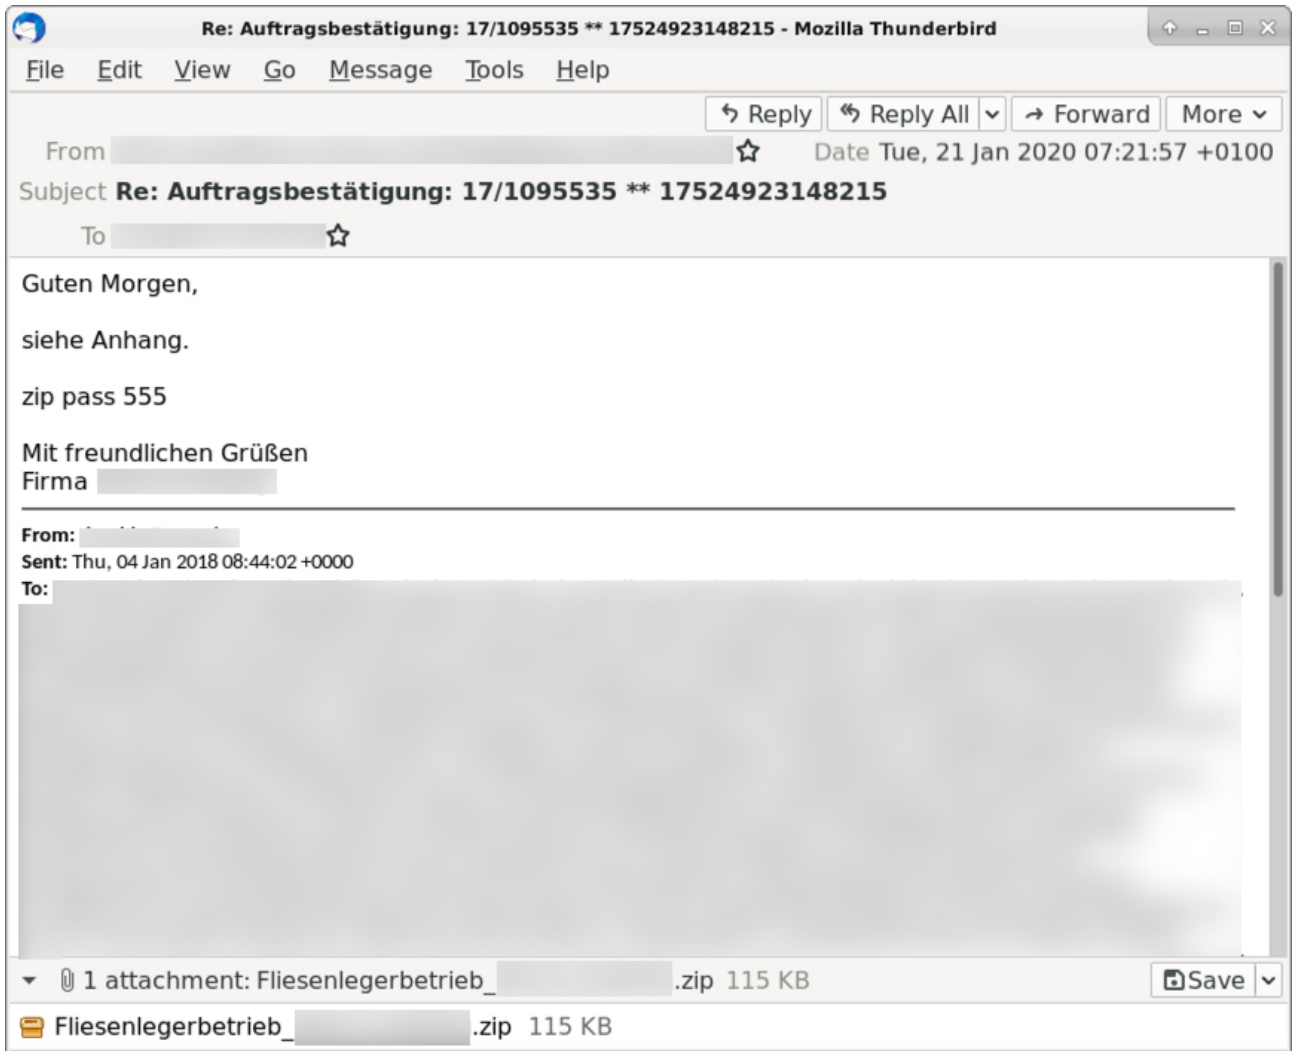 Re: Auftragsbestätigung: 17/1095535 ** 17524923148215 - Mozilla Thunderbird
File Edit View Go Message Tools Help
Reply Reply All Forward More
From Date Tue, 21 Jan 2020 07:21:57 +0100
Subject Re: Auftragsbestätigung: 17/1095535 ** 17524923148215
To
Guten Morgen,
siehe Anhang.
zip pass 555
Mit freundlichen Grüßen
Firma
From:
Sent: Thu, 04 Jan 2018 08:44:02 +0000
To:
1 attachment: Fliesenlegerbetrieb_ .zip 115 KB Save
Fliesenlegerbetrieb_ .zip 115 KB